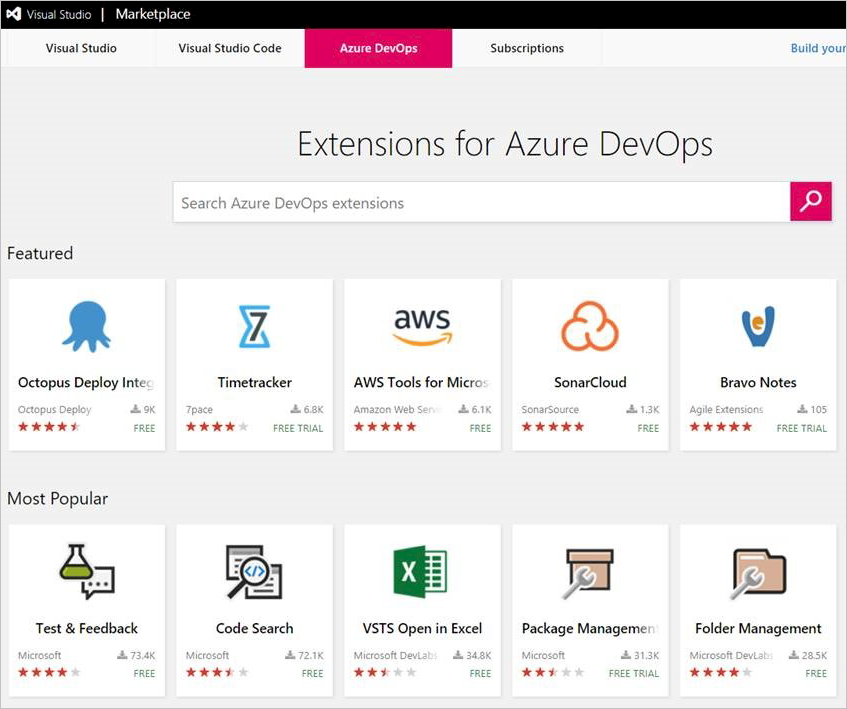 Visual Studio | Marketplace
Visual Studio Visual Studio Code Azure DevOps Subscriptions Build your
Extensions for Azure DevOps
Search Azure DevOps extensions
Featured
7 aws
Octopus Deploy Integ Timetracker AWS Tools for Micros SonarCloud Bravo Notes
Octopus Deploy 9K 7pace 6.8K Amazon Web Servi 6.1K SonarSource 1.3K Agile Extensions 105
FREE FREE TRIAL FREE FREE FREE TRIAL
Most Popular
</> X
Test & Feedback Code Search VSTS Open in Excel Package Management Folder Management
Microsoft 73.4K Microsoft 72.1K Microsoft DevLabs 34.8K Microsoft 31.3K Microsoft DevLabs 28.5K
FREE FREE FREE FREE TRIAL FREE